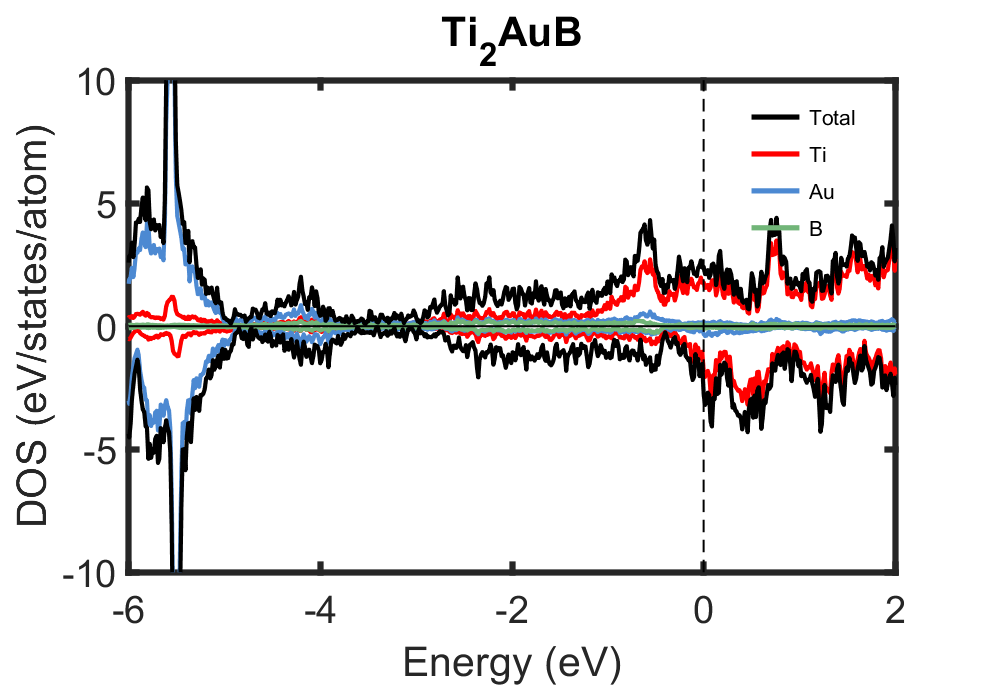 Ti2AuB
10
5
0
-5
-10
DOS (eV/states/atom)
Total
Ti
Au
B
-6 -4 -2 0 2
Energy (eV)